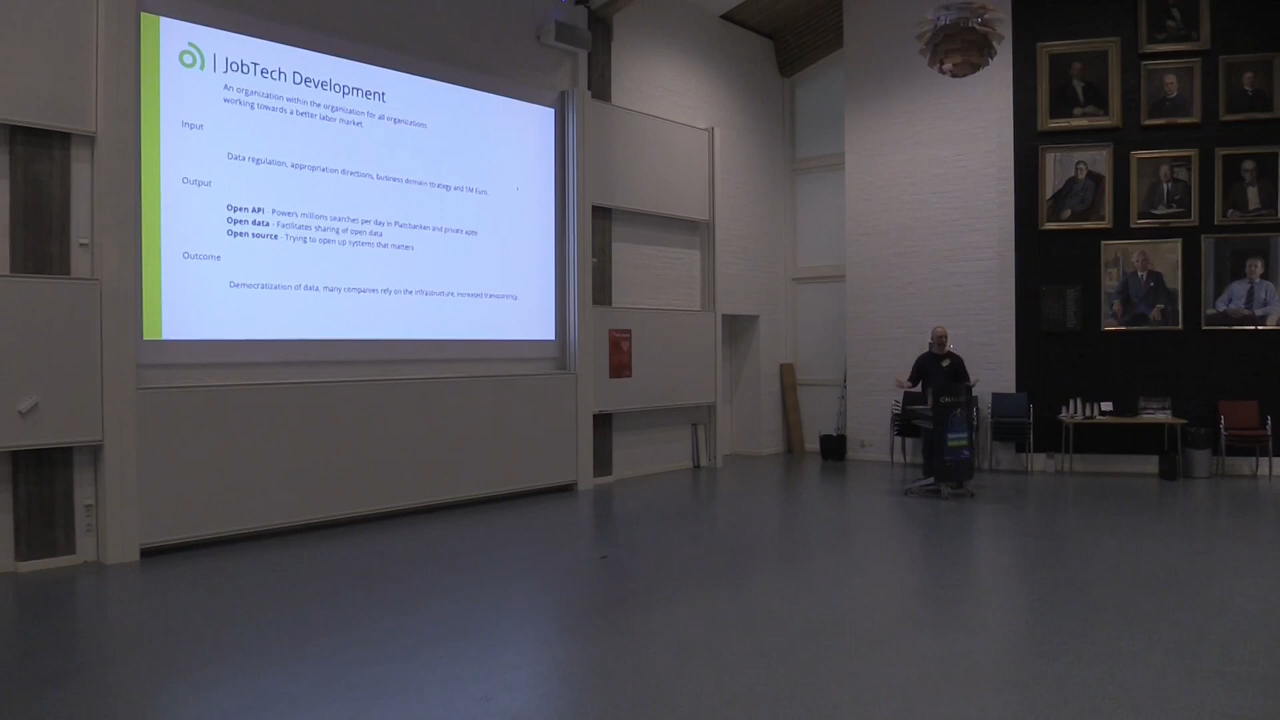 | JobTech Development
An organization within the organization for all organizations
working towards a better labor market.
Input
Data regulation, appropriation directions, business domain strategy and 1M Euro.
Output
Open API - Powers millions searches per day in Platsbanken and private apps
Open data - Facilitates sharing of open data
Open source - Trying to open up systems that matters
Outcome
Democratization of data, many companies rely on the infrastructure, increased transparency.